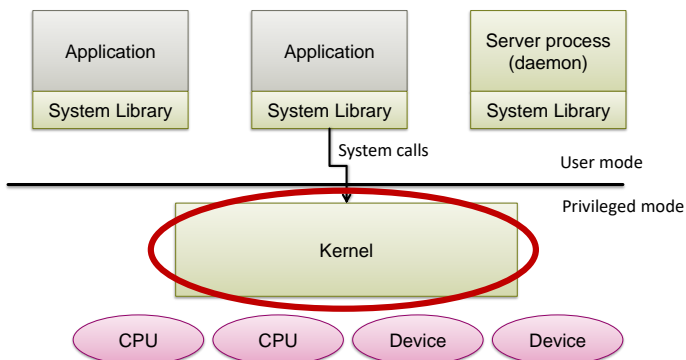 Application
Application
Server process
(daemon)
System Library
System Library
System Library
System calls
User mode
Privileged mode
Kernel
CPU
CPU
Device
Device